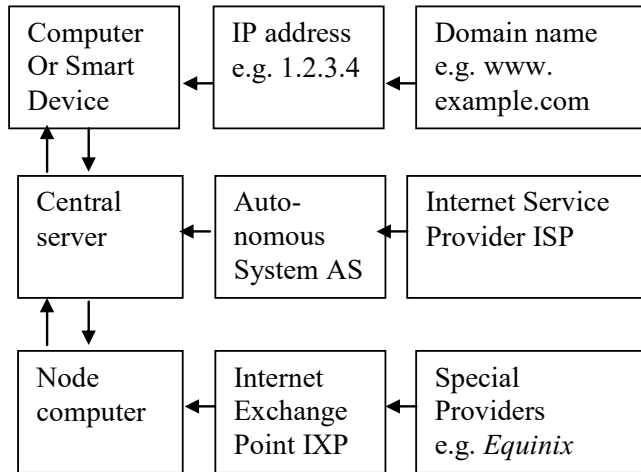 Computer
Or Smart
Device
IP address
e.g. 1.2.3.4
Domain name
e.g. www.
example.com
Central
server
Auto-
nomous
System AS
Internet Service
Provider ISP
Node
computer
Internet
Exchange
Point IXP
Special
Providers
e.g. Equinix